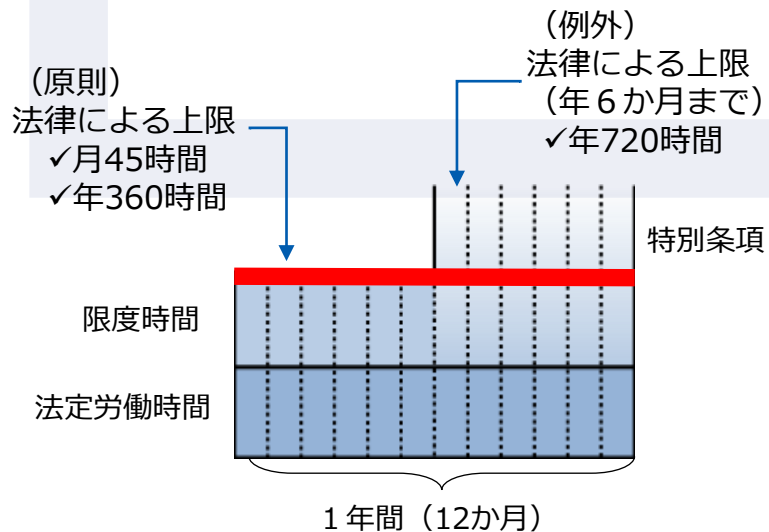 （原則）
法律による上限
✓月45時間
✓年360時間
（例外）
法律による上限
（年６か月まで）
✓年720時間
特別条項
限度時間
法定労働時間
１年間（12か月）